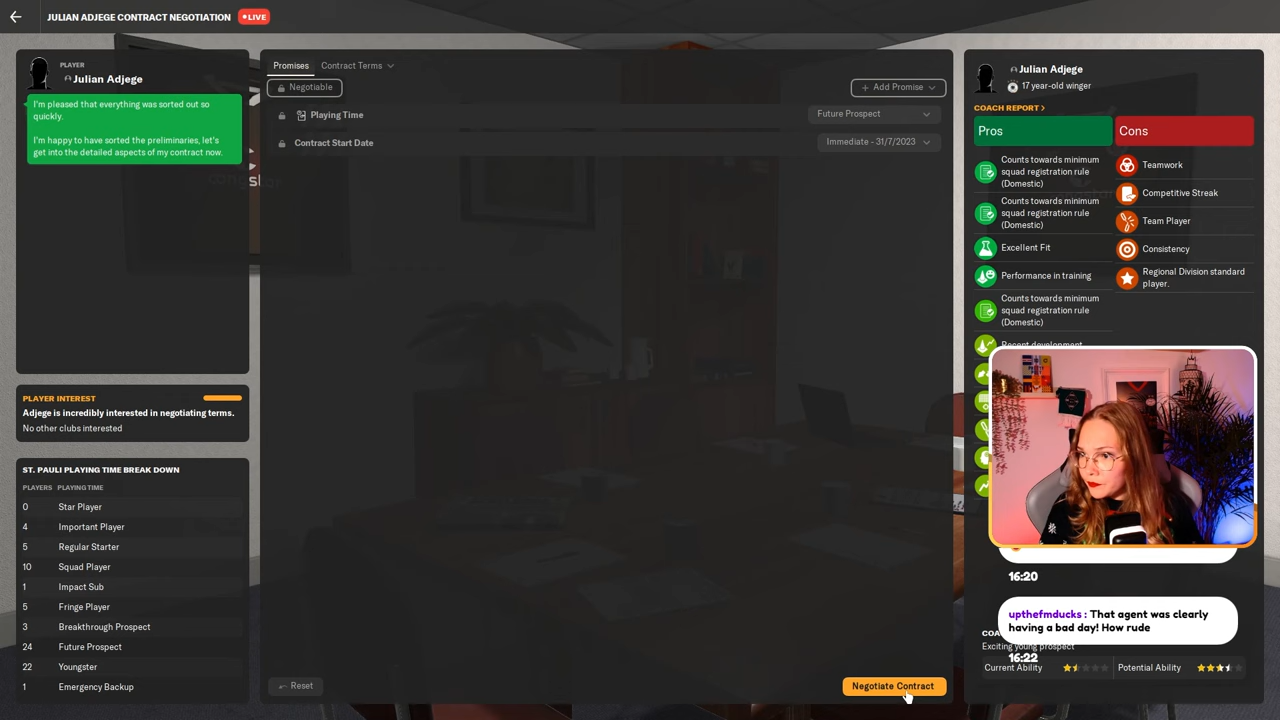 JULIAN ADJEGE CONTRACT NEGOTIATION
LIVE
PLAYER
Julian Adjege
I'm pleased that everything was sorted out so
quickly.
I'm happy to have sorted the preliminaries, let's
get into the detailed aspects of my contract now.
PLAYER INTEREST
Adjege is incredibly interested in negotiating terms.
No other clubs interested
ST. PAULI PLAYING TIME BREAK DOWN
PLAYERS PLAYING TIME
0 Star Player
4 Important Player
5 Regular Starter
10 Squad Player
1 Impact Sub
5 Fringe Player
3 Breakthrough Prospect
24 Future Prospect
22 Youngster
1 Emergency Backup
Promises Contract Terms
Negotiable
Add Promise
Playing Time Future Prospect
Contract Start Date Immediate - 31/7/2023
Reset
Negotiate Contract
Julian Adjege
17 year-old winger
COACH REPORT
Pros Cons
Counts towards minimum
squad registration rule
(Domestic)
Counts towards minimum
squad registration rule
(Domestic)
Excellent Fit
Performance in training
Counts towards minimum
squad registration rule
(Domestic)
Recent development
Teamwork
Competitive Streak
Team Player
Consistency
Regional Division standard
player.
16:20
upthefmducks : That agent was clearly
having a bad day! How rude
16:22
Exciting young prospect
Current Ability
Potential Ability